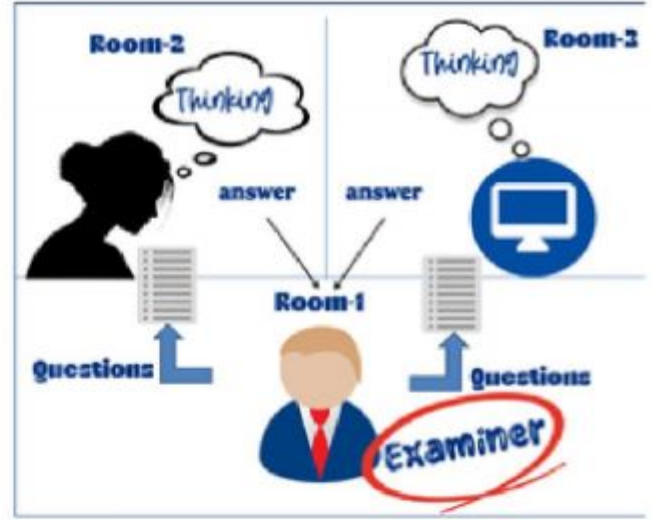 Room-2
Room-3
Thinking
Thinking
answer
answer
Room-1
Questions
Questions
Examiner